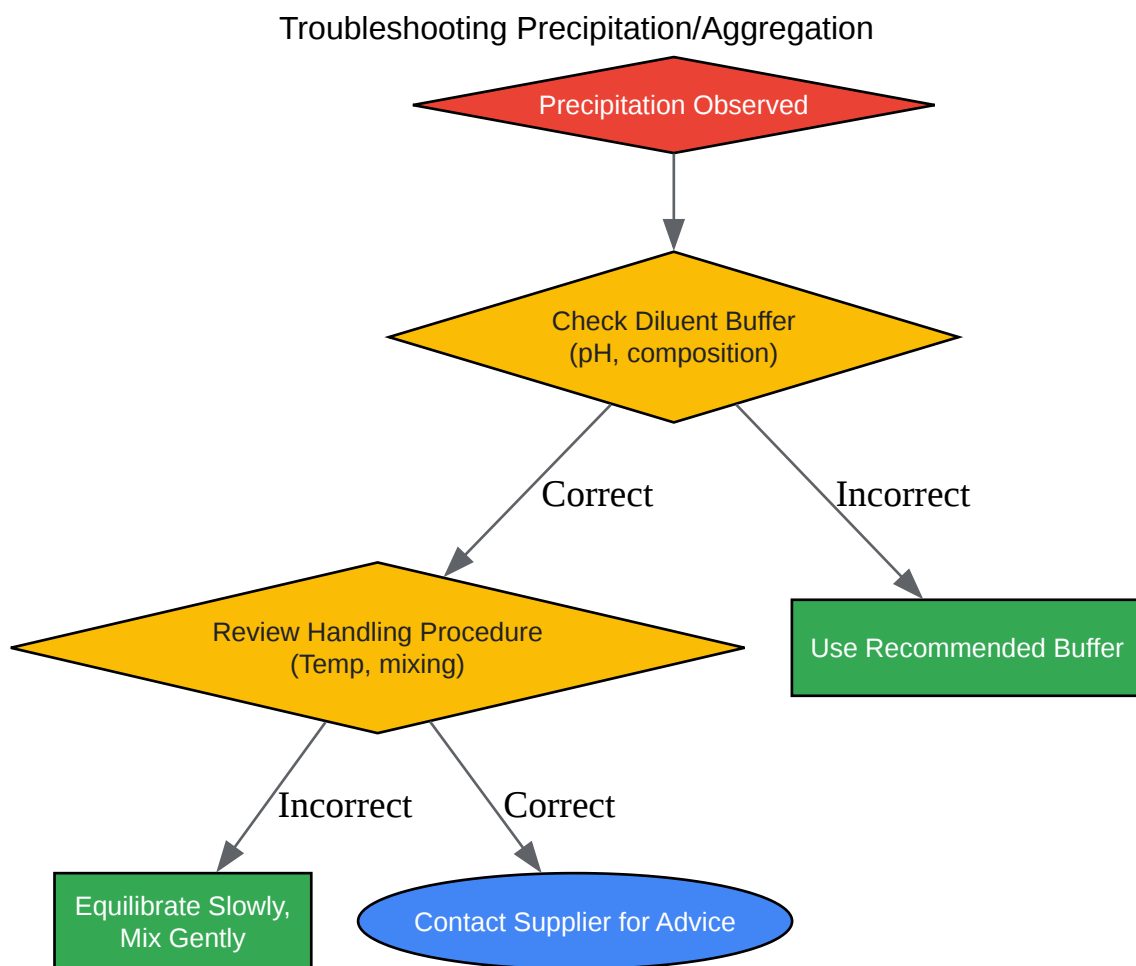 Troubleshooting Precipitation/Aggregation
Precipitation Observed
Check Diluent Buffer
(pH, composition)
Correct
Incorrect
Review Handling Procedure
(Temp, mixing)
Use Recommended Buffer
Incorrect
Correct
Equilibrate Slowly,
Mix Gently
Contact Supplier for Advice